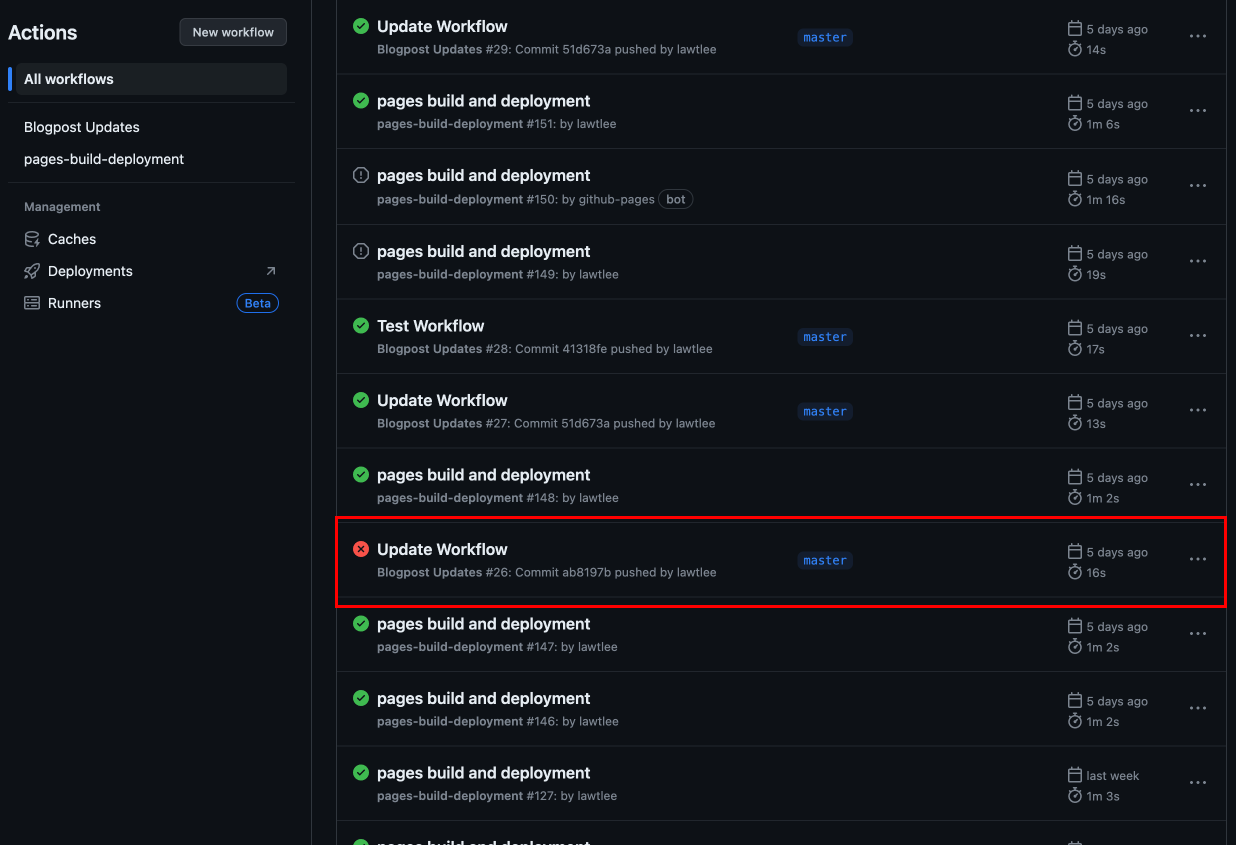 Actions
New workflow
All workflows
Blogpost Updates
pages-build-deployment
Management
Caches
Deployments
Runners
Beta
Update Workflow
Blogpost Updates #29: Commit 51d673a pushed by lawtlee
master
5 days ago
14s
pages build and deployment
pages-build-deployment #151: by lawtlee
5 days ago
1m 6s
pages build and deployment
pages-build-deployment #150: by github-pages bot
5 days ago
1m 16s
pages build and deployment
pages-build-deployment #149: by lawtlee
5 days ago
19s
Test Workflow
Blogpost Updates #28: Commit 41318fe pushed by lawtlee
master
5 days ago
17s
Update Workflow
Blogpost Updates #27: Commit 51d673a pushed by lawtlee
master
5 days ago
13s
pages build and deployment
pages-build-deployment #148: by lawtlee
5 days ago
1m 2s
Update Workflow
Blogpost Updates #26: Commit ab8197b pushed by lawtlee
master
5 days ago
16s
pages build and deployment
pages-build-deployment #147: by lawtlee
5 days ago
1m 2s
pages build and deployment
pages-build-deployment #146: by lawtlee
5 days ago
1m 2s
pages build and deployment
pages-build-deployment #127: by lawtlee
last week
1m 3s
pages build and deployment